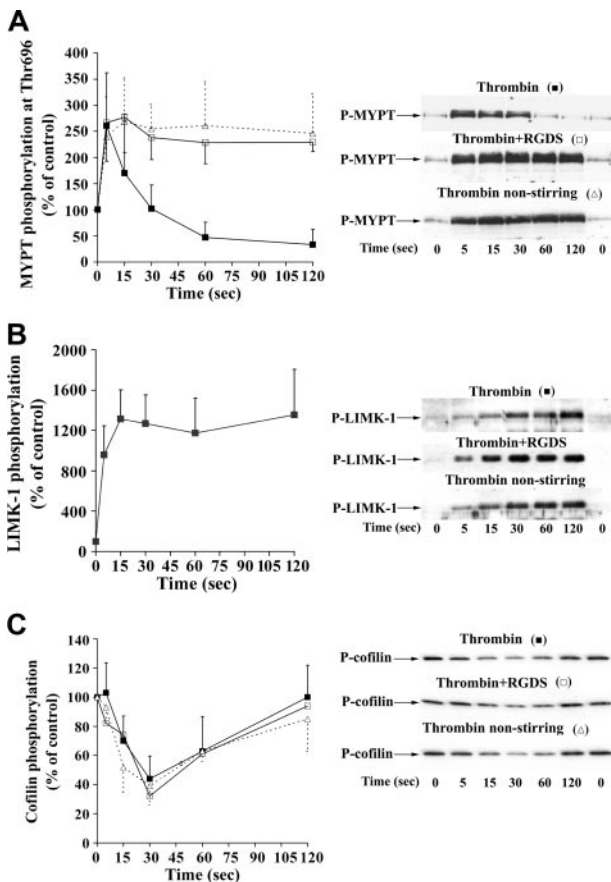 A
MYPT phosphorylation at Thr696
(% of control)
400
350
300
250
200
150
100
50
0
0 15 30 45 60 75 90 105 120
Time (sec)
Thrombin (■)
P-MYPT
Thrombin+RGDS (□)
P-MYPT
Thrombin non-stirring (△)
P-MYPT
Time (sec) 0 5 15 30 60 120 0
B
LIMK-1 phosphorylation
(% of control)
2000
1600
1200
800
400
0
0 15 30 45 60 75 90 105 120
Time (sec)
Thrombin (■)
P-LIMK-1
Thrombin+RGDS
P-LIMK-1
Thrombin non-stirring
P-LIMK-1
Time (sec) 0 5 15 30 60 120 0
C
Cofilin phosphorylation
(% of control)
140
120
100
80
60
40
20
0
0 15 30 45 60 75 90 105 120
Time (sec)
Thrombin (■)
P-cofilin
Thrombin+RGDS (□)
P-cofilin
Thrombin non-stirring (△)
P-cofilin
Time (sec) 0 5 15 30 60 120 0